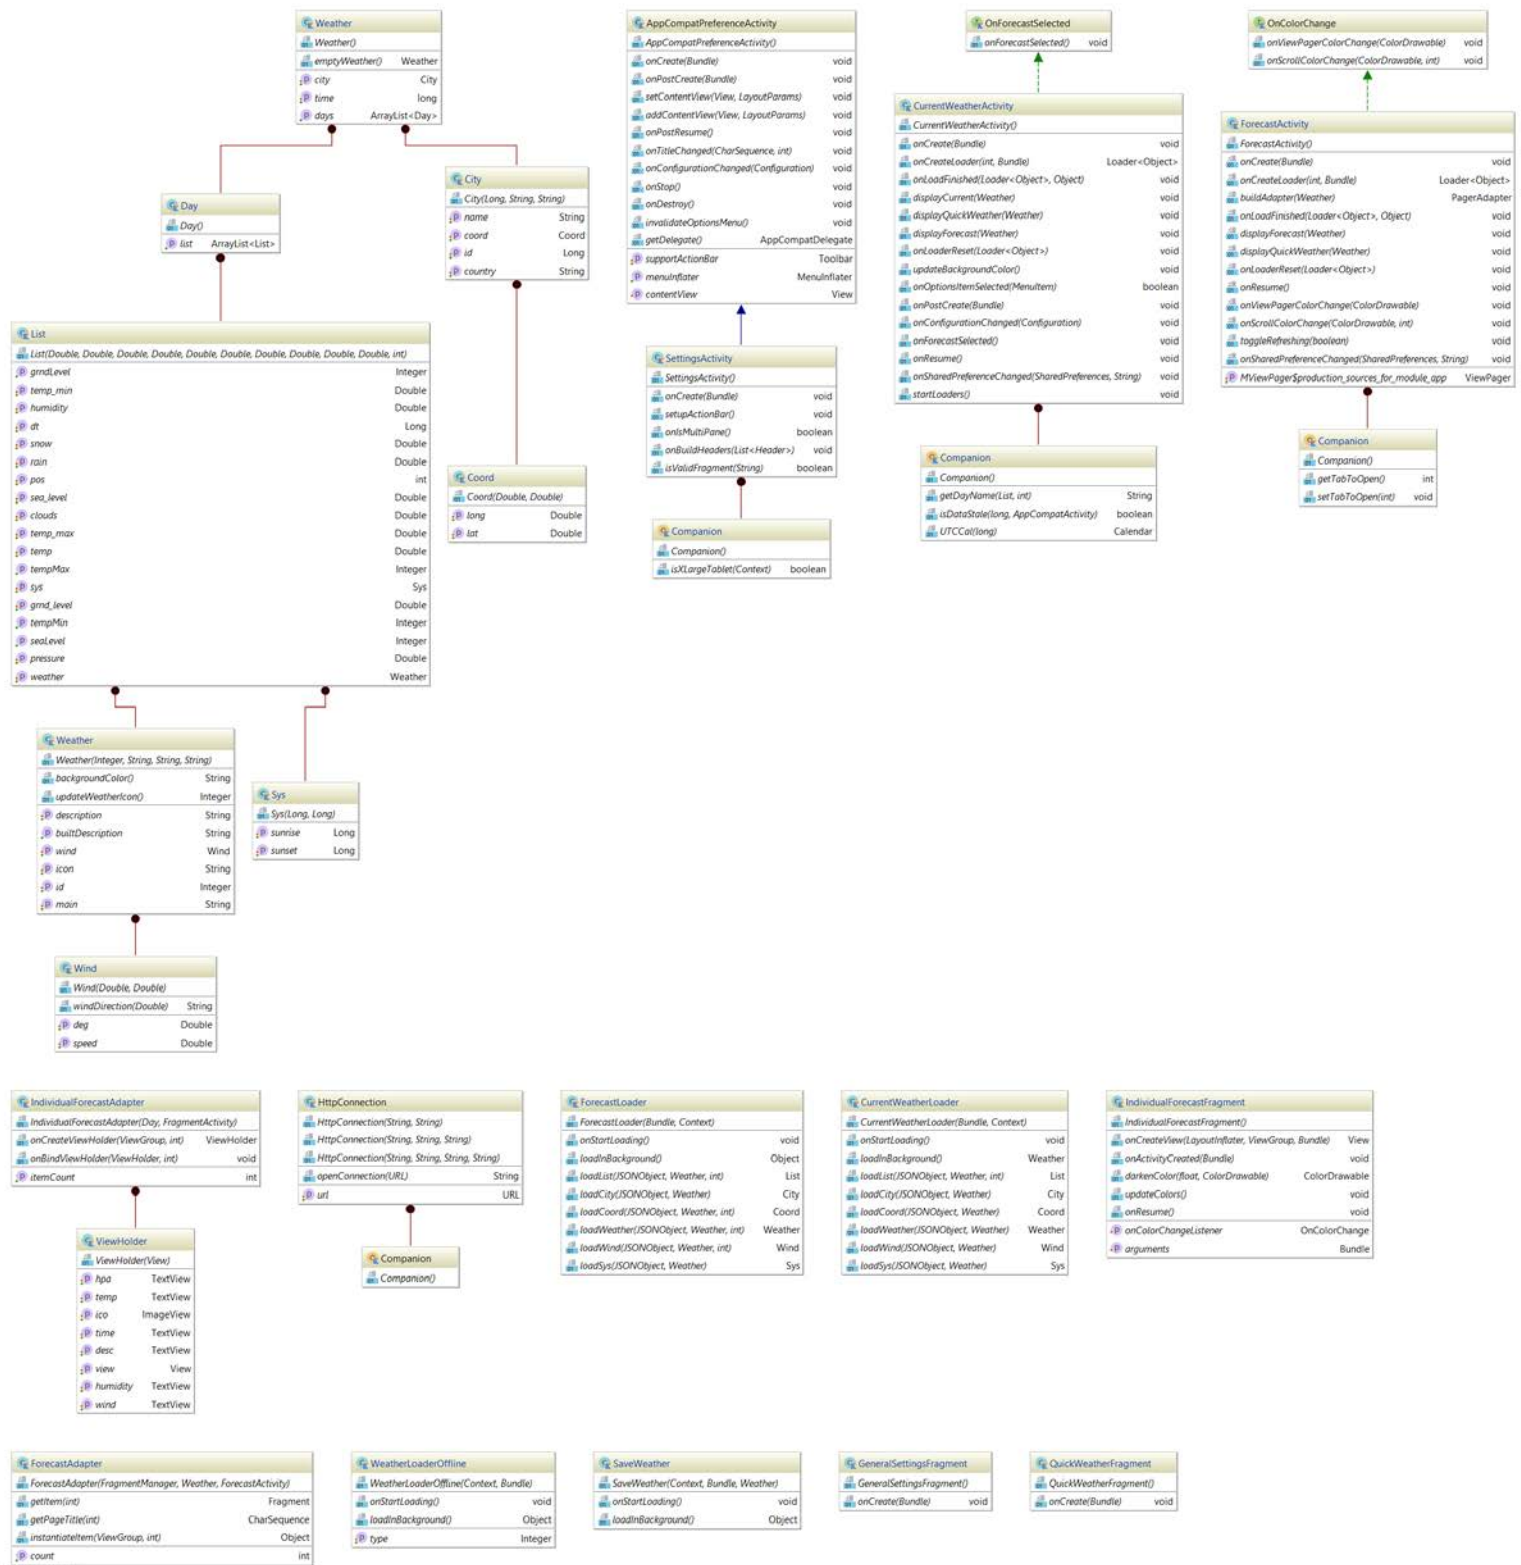 Weather
Weather()
emptyWeather() Weather
city City
time long
days ArrayList<Day>
Day
Day()
list ArrayList<List>
City
City(Long, String, String)
name String
coord Coord
id Long
country String
List
List(Double, Double, Double, Double, Double, Double, Double, Double, Double, Double, int)
grndLevel Integer
temp_min Double
humidity Double
dt Long
snow Double
rain Double
pos int
sea_level Double
clouds Double
temp_max Double
temp Double
tempMax Integer
sys Sys
grnd_level Double
tempMin Integer
seaLevel Integer
pressure Double
weather Weather
Coord
Coord(Double, Double)
long Double
lat Double
Weather
Weather(Integer, String, String, String)
backgroundColor() String
updateWeatherIcon() Integer
description String
builtDescription String
wind Wind
icon String
id Integer
main String
Sys
Sys(Long, Long)
sunrise Long
sunset Long
Wind
Wind(Double, Double)
windDirection(Double) String
deg Double
speed Double
AppCompatPreferenceActivity
AppCompatPreferenceActivity()
onCreate(Bundle) void
onPostCreate(Bundle) void
setContentView(View, LayoutParams) void
addContentView(View, LayoutParams) void
onPostResume() void
onTitleChanged(CharSequence, int) void
onConfigurationChanged(Configuration) void
onStop() void
onDestroy() void
invalidateOptionsMenu() void
getDelegate() AppCompatDelegate
supportActionBar Toolbar
menuInflater MenuInflater
contentView View
SettingsActivity
SettingsActivity()
onCreate(Bundle) void
setupActionBar() void
onIsMultiPane() boolean
onBuildHeaders(List<Header>) void
isValidFragment(String) boolean
Companion
Companion()
isXLargeTablet(Context) boolean
OnForecastSelected
onForecastSelected() void
CurrentWeatherActivity
CurrentWeatherActivity()
onCreate(Bundle) void
onCreateLoader(int, Bundle) Loader<Object>
onLoadFinished(Loader<Object>, Object) void
displayCurrent(Weather) void
displayQuickWeather(Weather) void
displayForecast(Weather) void
onLoaderReset(Loader<Object>) void
updateBackgroundColor() void
onOptionsItemSelected(MenuItem) boolean
onPostCreate(Bundle) void
onConfigurationChanged(Configuration) void
onForecastSelected() void
onResume() void
onSharedPreferenceChanged(SharedPreferences, String) void
startLoaders() void
Companion
Companion()
getDayName(List, int) String
isDataStale(long, AppCompatActivity) boolean
UTCCal(long) Calendar
OnColorChange
onViewPagerColorChange(ColorDrawable) void
onScrollColorChange(ColorDrawable, int) void
ForecastActivity
ForecastActivity()
onCreate(Bundle) void
onCreateLoader(int, Bundle) Loader<Object>
buildAdapter(Weather) PagerAdapter
onLoadFinished(Loader<Object>, Object) void
displayForecast(Weather) void
displayQuickWeather(Weather) void
onLoaderReset(Loader<Object>) void
onResume() void
onViewPagerColorChange(ColorDrawable) void
onScrollColorChange(ColorDrawable, int) void
toggleRefreshing(boolean) void
onSharedPreferenceChanged(SharedPreferences, String) void
MViewPager$production_sources_for_module_app ViewPager
Companion
Companion()
getTabToOpen() int
setTabToOpen(int) void
IndividualForecastAdapter
IndividualForecastAdapter(Day, FragmentActivity)
onCreateViewHolder(ViewGroup, int) ViewHolder
onBindViewHolder(ViewHolder, int) void
itemCount int
ViewHolder
ViewHolder(View)
hpa TextView
temp TextView
ico ImageView
time TextView
desc TextView
view View
humidity TextView
wind TextView
HttpConnection
HttpConnection(String, String)
HttpConnection(String, String, String)
HttpConnection(String, String, String, String)
openConnection(URL) String
url URL
Companion
Companion()
ForecastLoader
ForecastLoader(Bundle, Context)
onStartLoading() void
loadInBackground() Object
loadList(JSONObject, Weather, int) List
loadCity(JSONObject, Weather) City
loadCoord(JSONObject, Weather, int) Coord
loadWeather(JSONObject, Weather, int) Weather
loadWind(JSONObject, Weather, int) Wind
loadSys(JSONObject, Weather) Sys
CurrentWeatherLoader
CurrentWeatherLoader(Bundle, Context)
onStartLoading() void
loadInBackground() Weather
loadList(JSONObject, Weather, int) List
loadCity(JSONObject, Weather) City
loadCoord(JSONObject, Weather) Coord
loadWeather(JSONObject, Weather) Weather
loadWind(JSONObject, Weather) Wind
loadSys(JSONObject, Weather) Sys
IndividualForecastFragment
IndividualForecastFragment()
onCreateView(LayoutInflater, ViewGroup, Bundle) View
onActivityCreated(Bundle) void
darkenColor(float, ColorDrawable) ColorDrawable
updateColors() void
onResume() void
onColorChangeListener OnColorChange
arguments Bundle
ForecastAdapter
ForecastAdapter(FragmentManager, Weather, ForecastActivity)
getItem(int) Fragment
getPageTitle(int) CharSequence
instantiateItem(ViewGroup, int) Object
count int
WeatherLoaderOffline
WeatherLoaderOffline(Context, Bundle)
onStartLoading() void
loadInBackground() Object
type Integer
SaveWeather
SaveWeather(Context, Bundle, Weather)
onStartLoading() void
loadInBackground() Object
GeneralSettingsFragment
GeneralSettingsFragment()
onCreate(Bundle) void
QuickWeatherFragment
QuickWeatherFragment()
onCreate(Bundle) void